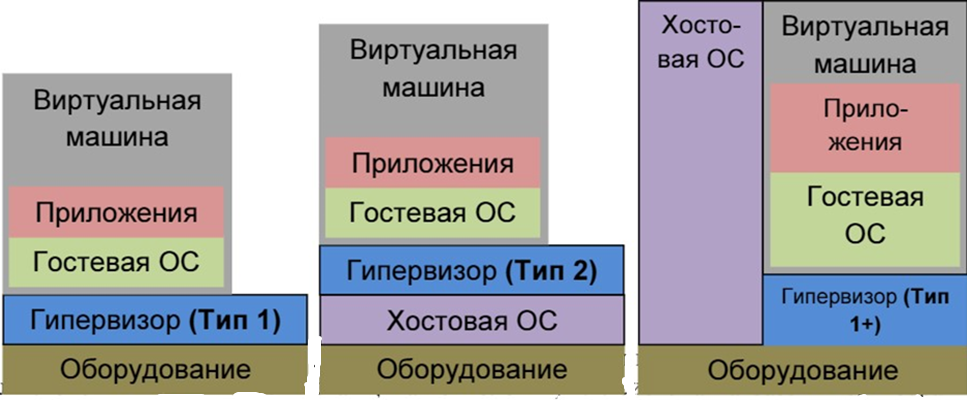 Виртуальная
машина
Приложения
Гостевая ОС
Гипервизор (Тип 1)
Оборудование
Виртуальная
машина
Приложения
Гостевая ОС
Гипервизор (Тип 2)
Хостовая ОС
Оборудование
Хосто-
вая ОС
Виртуальная
машина
Прило-
жения
Гостевая
ОС
Гипервизор (Тип
1+)
Оборудование